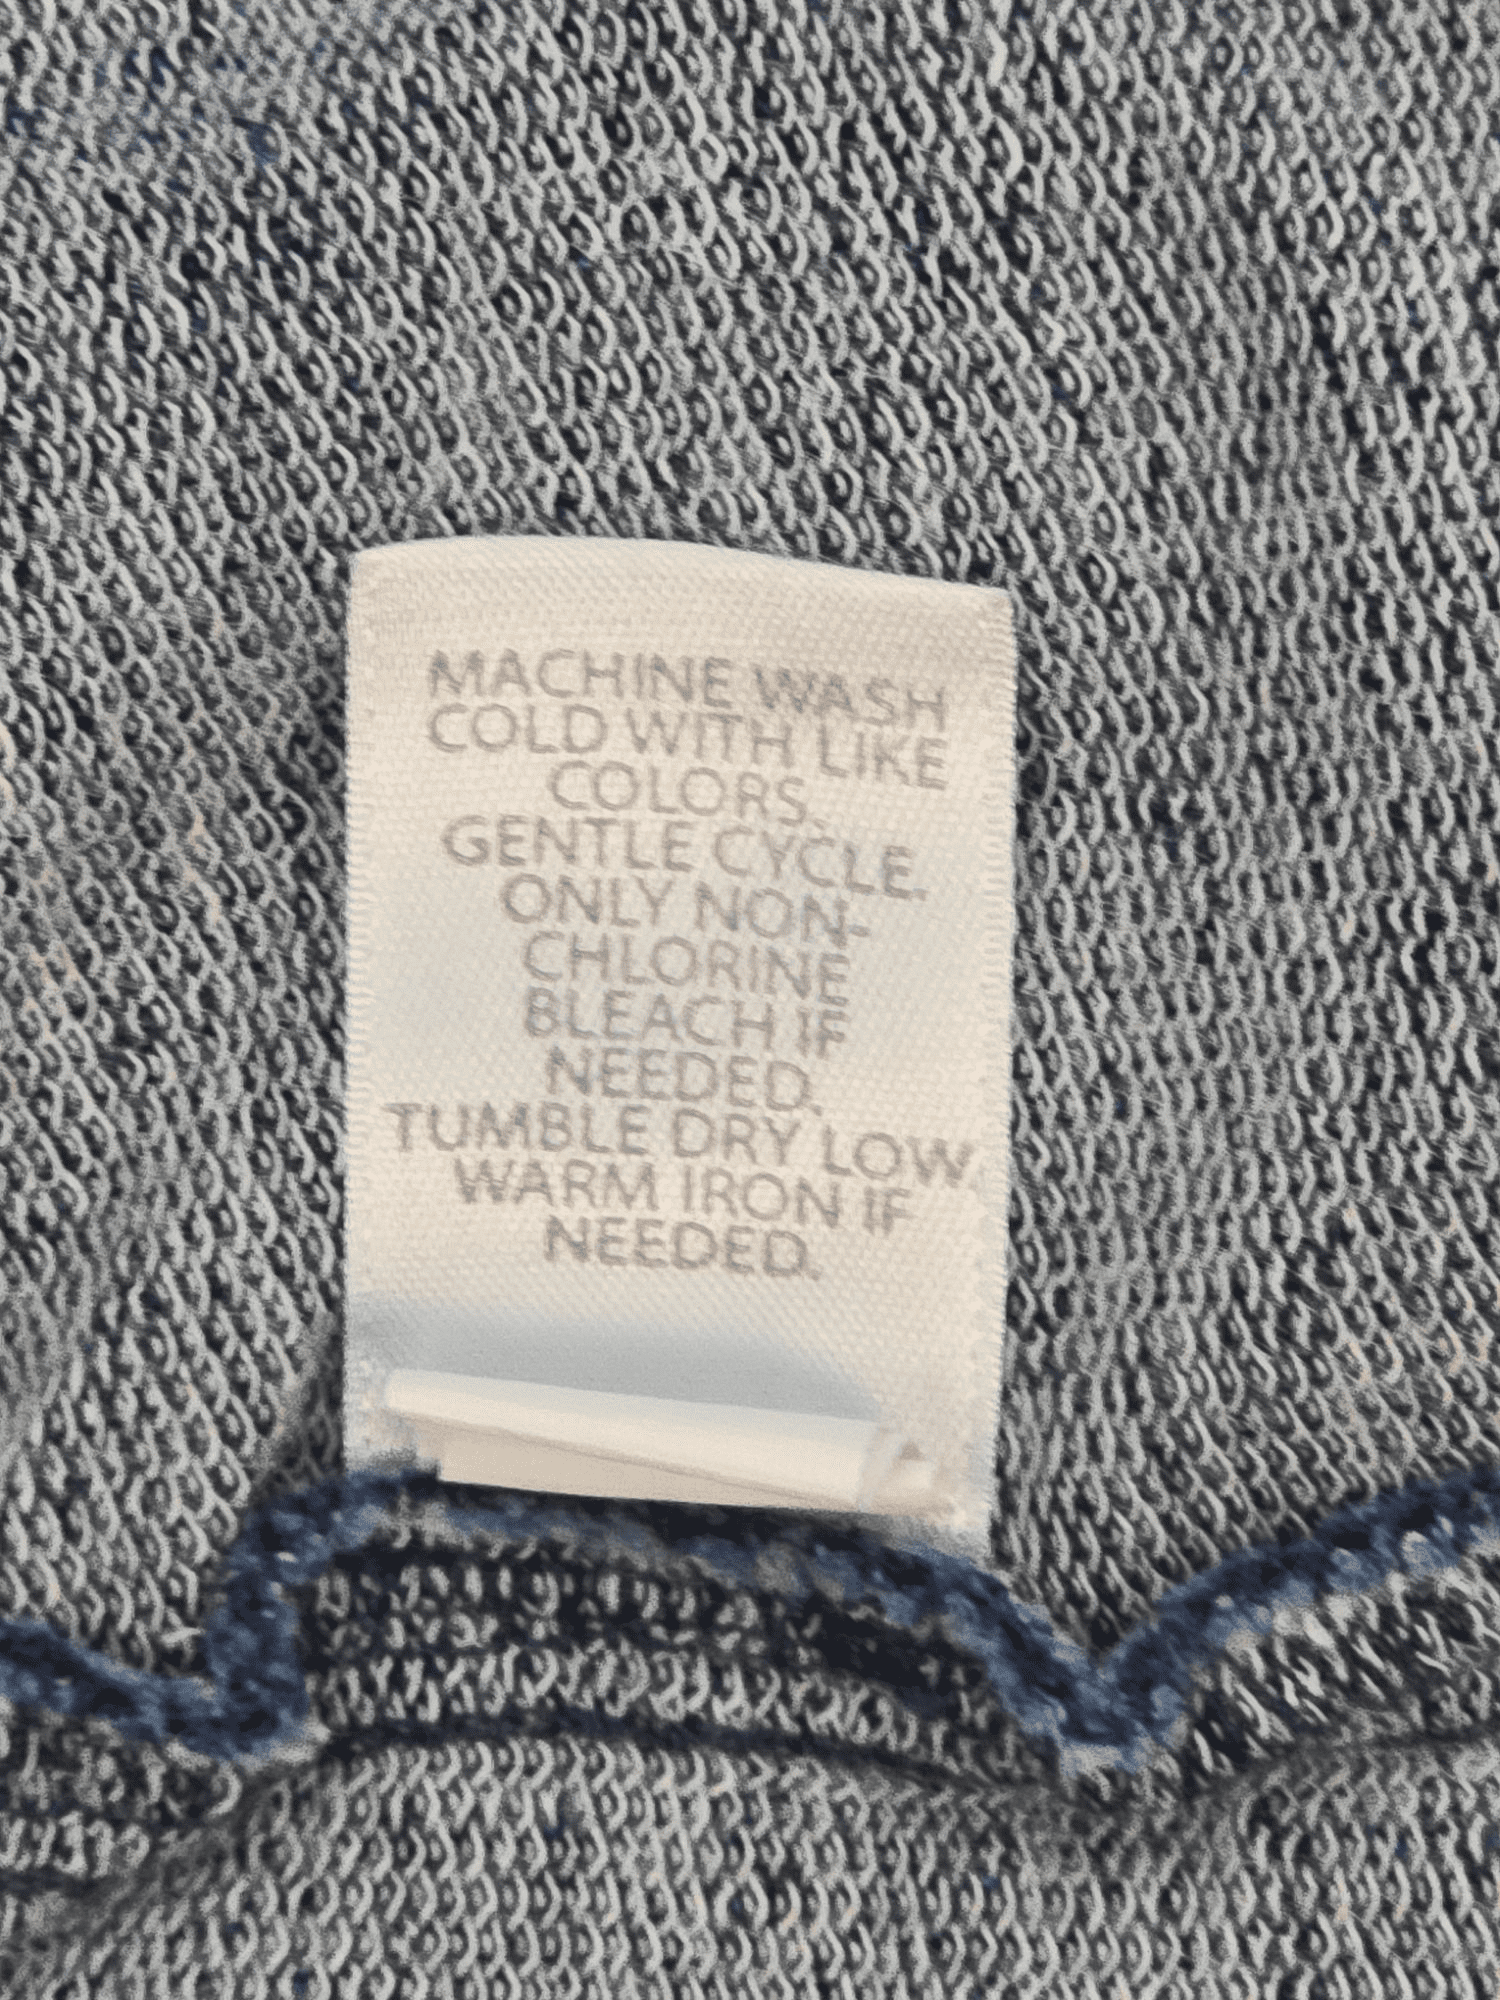 MACHINE WASH
COLD WITH LIKE
COLORS.
GENTLE CYCLE.
ONLY NON-
CHLORINE
BLEACH IF
NEEDED.
TUMBLE DRY LOW.
WARM IRON IF
NEEDED.